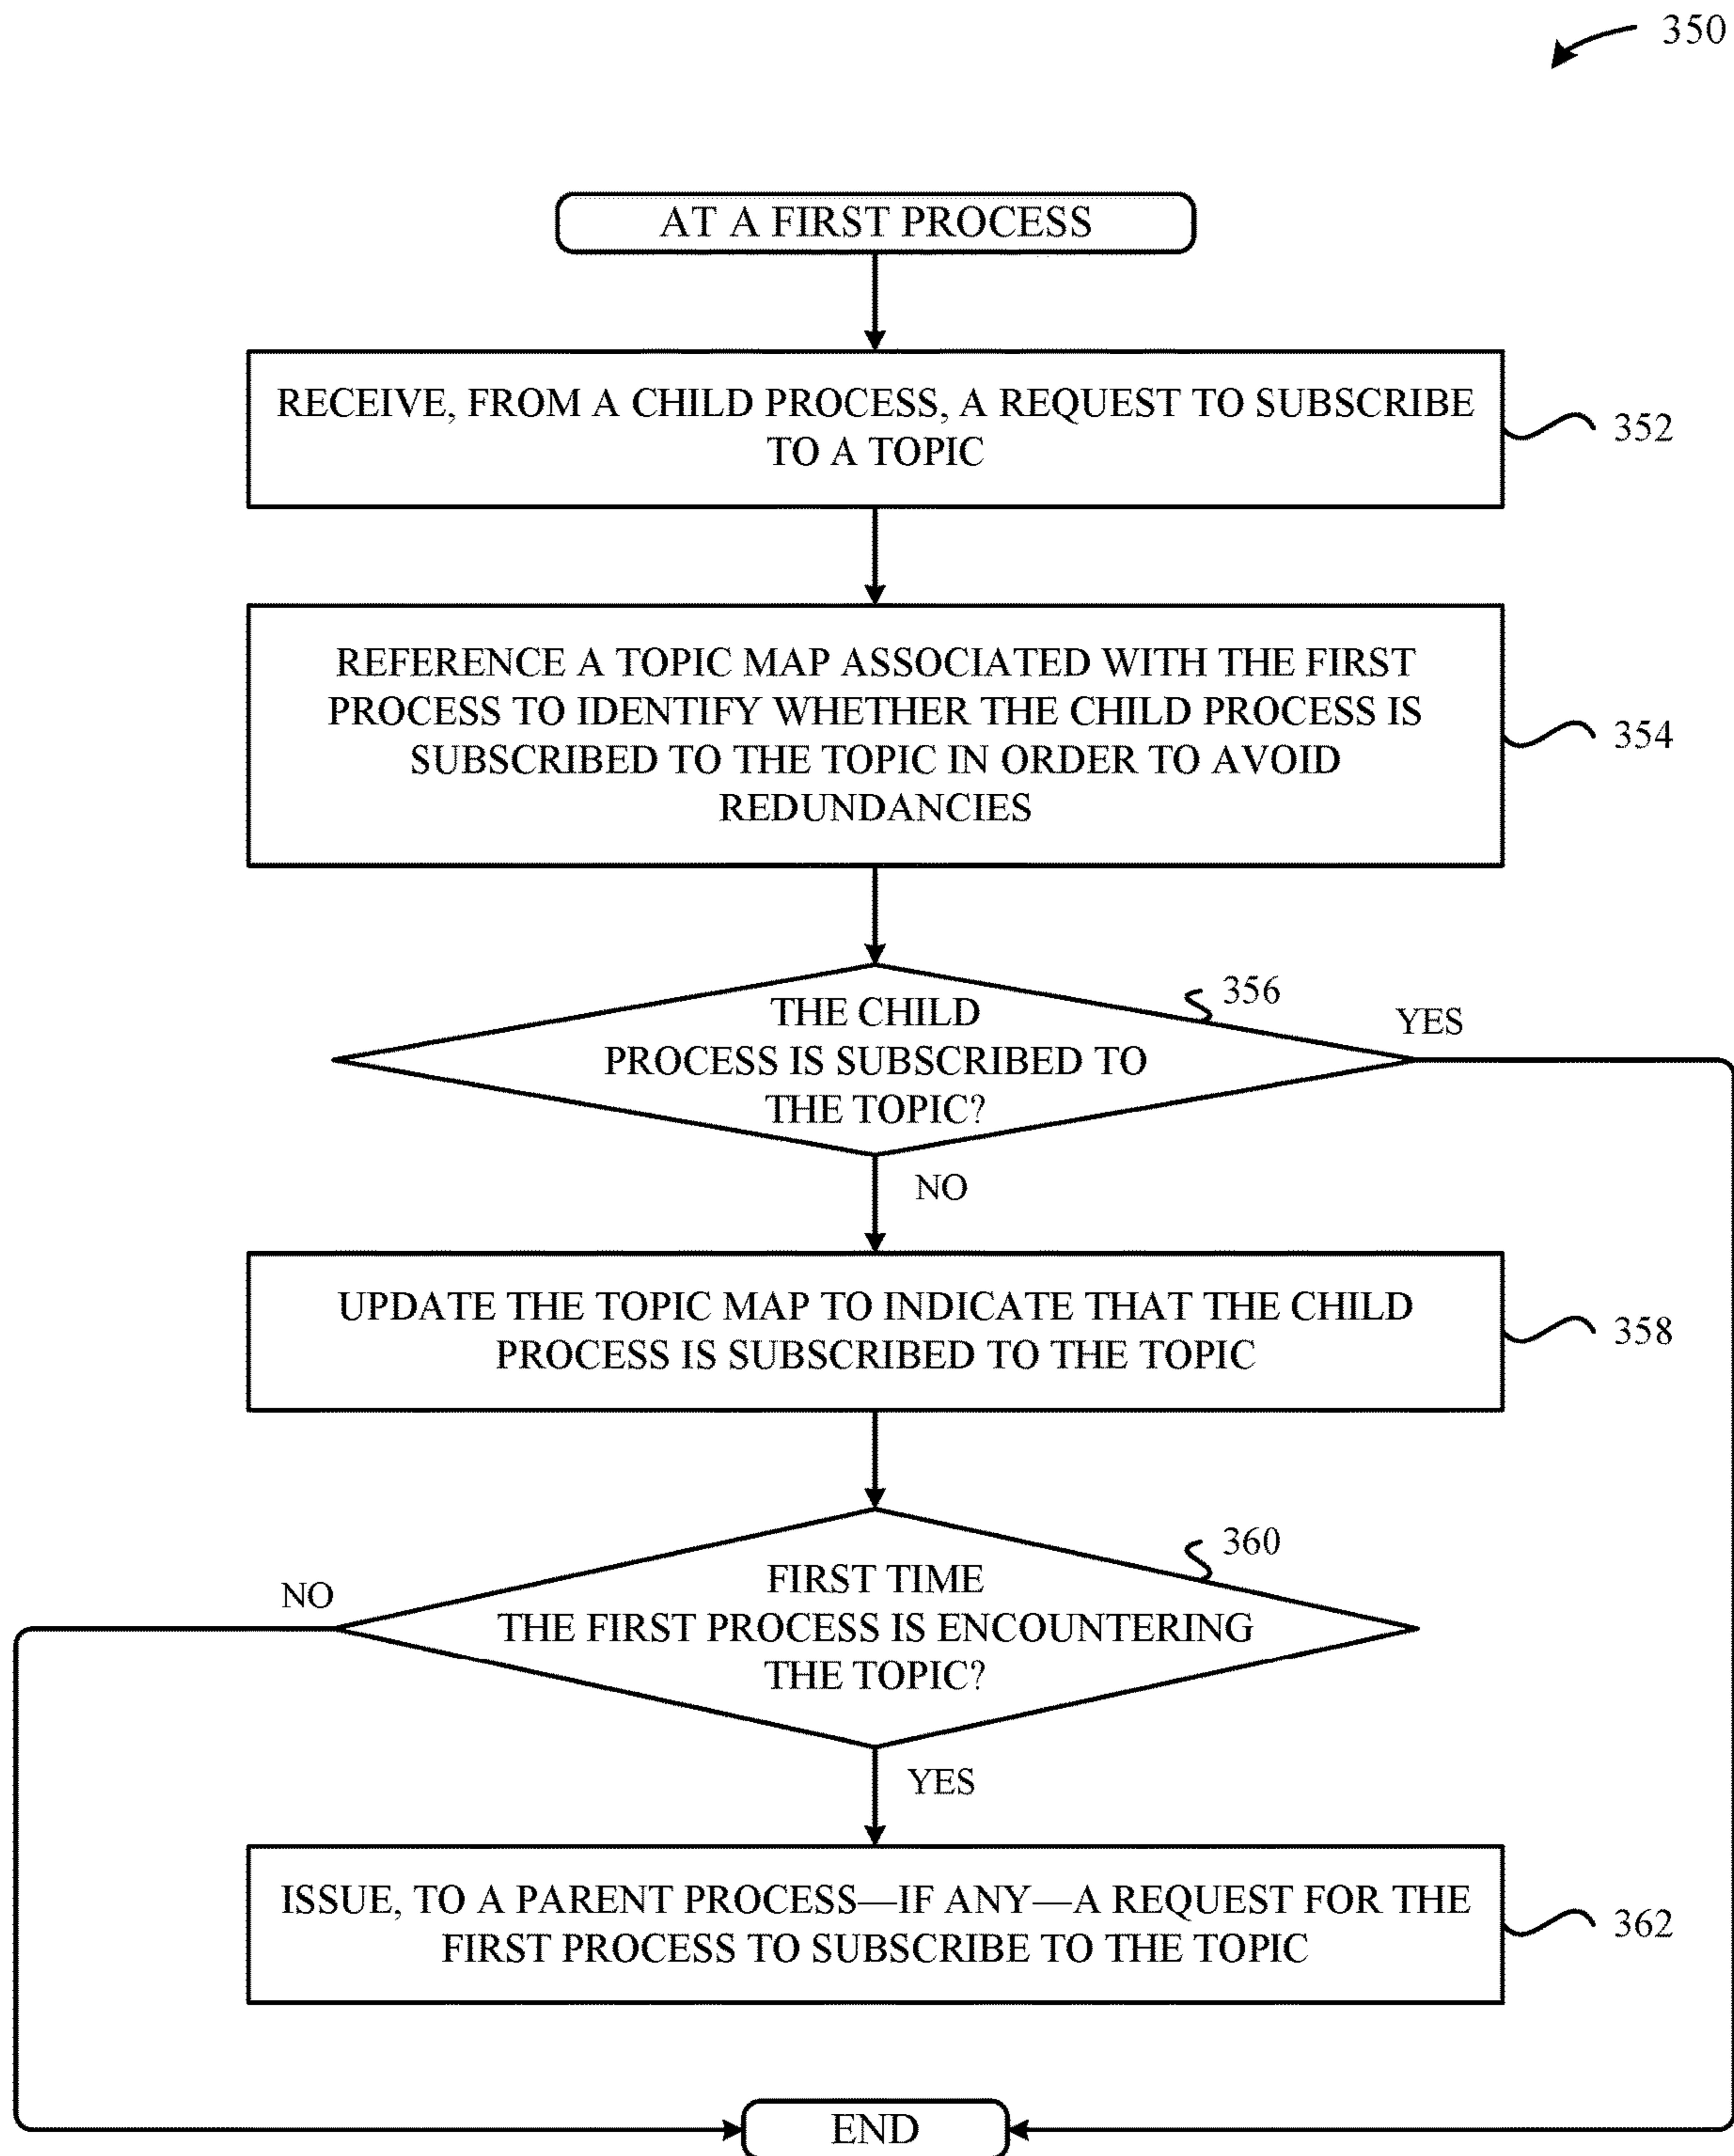 350
AT A FIRST PROCESS
RECEIVE, FROM A CHILD PROCESS, A REQUEST TO SUBSCRIBE
TO A TOPIC
352
REFERENCE A TOPIC MAP ASSOCIATED WITH THE FIRST
PROCESS TO IDENTIFY WHETHER THE CHILD PROCESS IS
SUBSCRIBED TO THE TOPIC IN ORDER TO AVOID
REDUNDANCIES
354
356
THE CHILD
PROCESS IS SUBSCRIBED TO
THE TOPIC?
YES
NO
UPDATE THE TOPIC MAP TO INDICATE THAT THE CHILD
PROCESS IS SUBSCRIBED TO THE TOPIC
358
360
FIRST TIME
THE FIRST PROCESS IS ENCOUNTERING
THE TOPIC?
NO
YES
ISSUE, TO A PARENT PROCESS—IF ANY—A REQUEST FOR THE
FIRST PROCESS TO SUBSCRIBE TO THE TOPIC
362
END